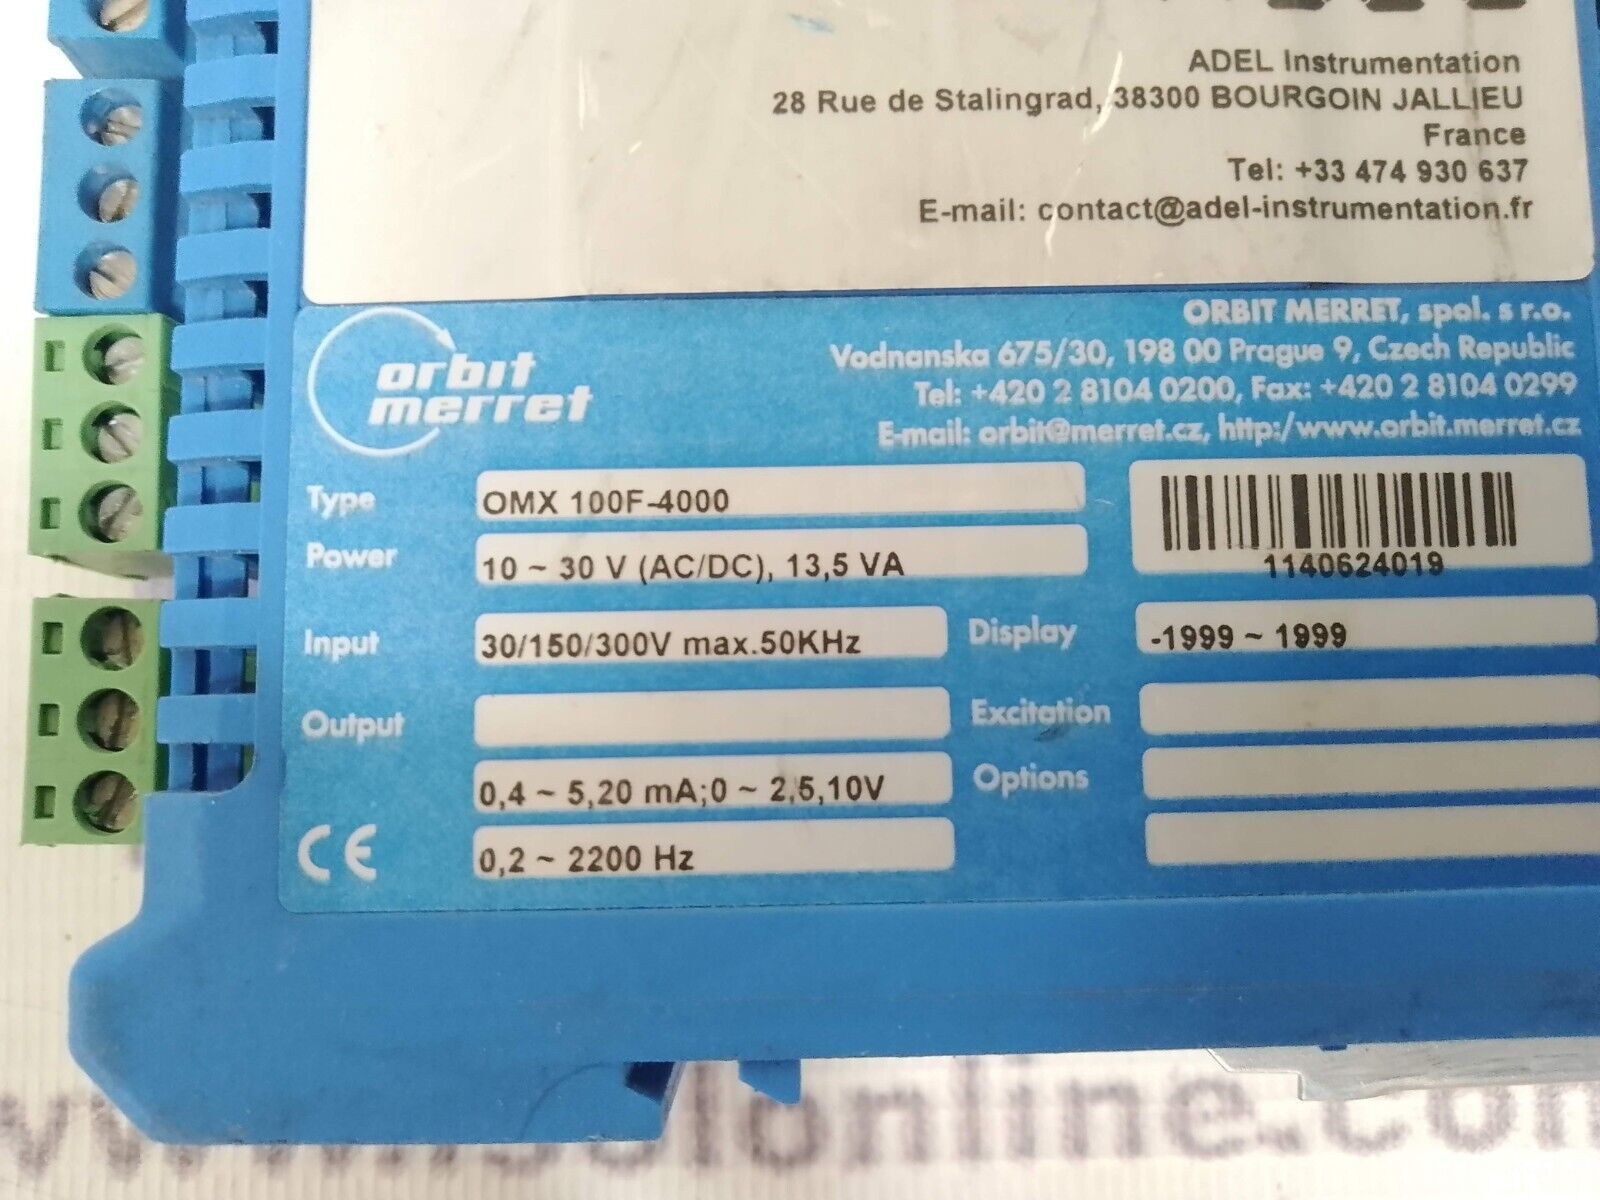 ADEL Instrumentation
28 Rue de Stalingrad, 38300 BOURGOIN JALLIEU
France
Tel: +33 474 930 637
E-mail: contact@adel-instrumentation.fr
orbit
merret
ORBIT MERRET, spol. s r.o.
Vodnanska 675/30, 198 00 Prague 9, Czech Republic
Tel: +420 2 8104 0200, Fax: +420 2 8104 0299
E-mail: orbit@merret.cz, http:/www.orbit.merret.cz
Type OMX 100F-4000
Power 10 ~ 30 V (AC/DC), 13,5 VA
1140624019
Input 30/150/300V max.50KHz Display -1999 ~ 1999
Output Excitation
0,4 ~ 5,20 mA;0 ~ 2,5,10V Options
CE 0,2 ~ 2200 Hz